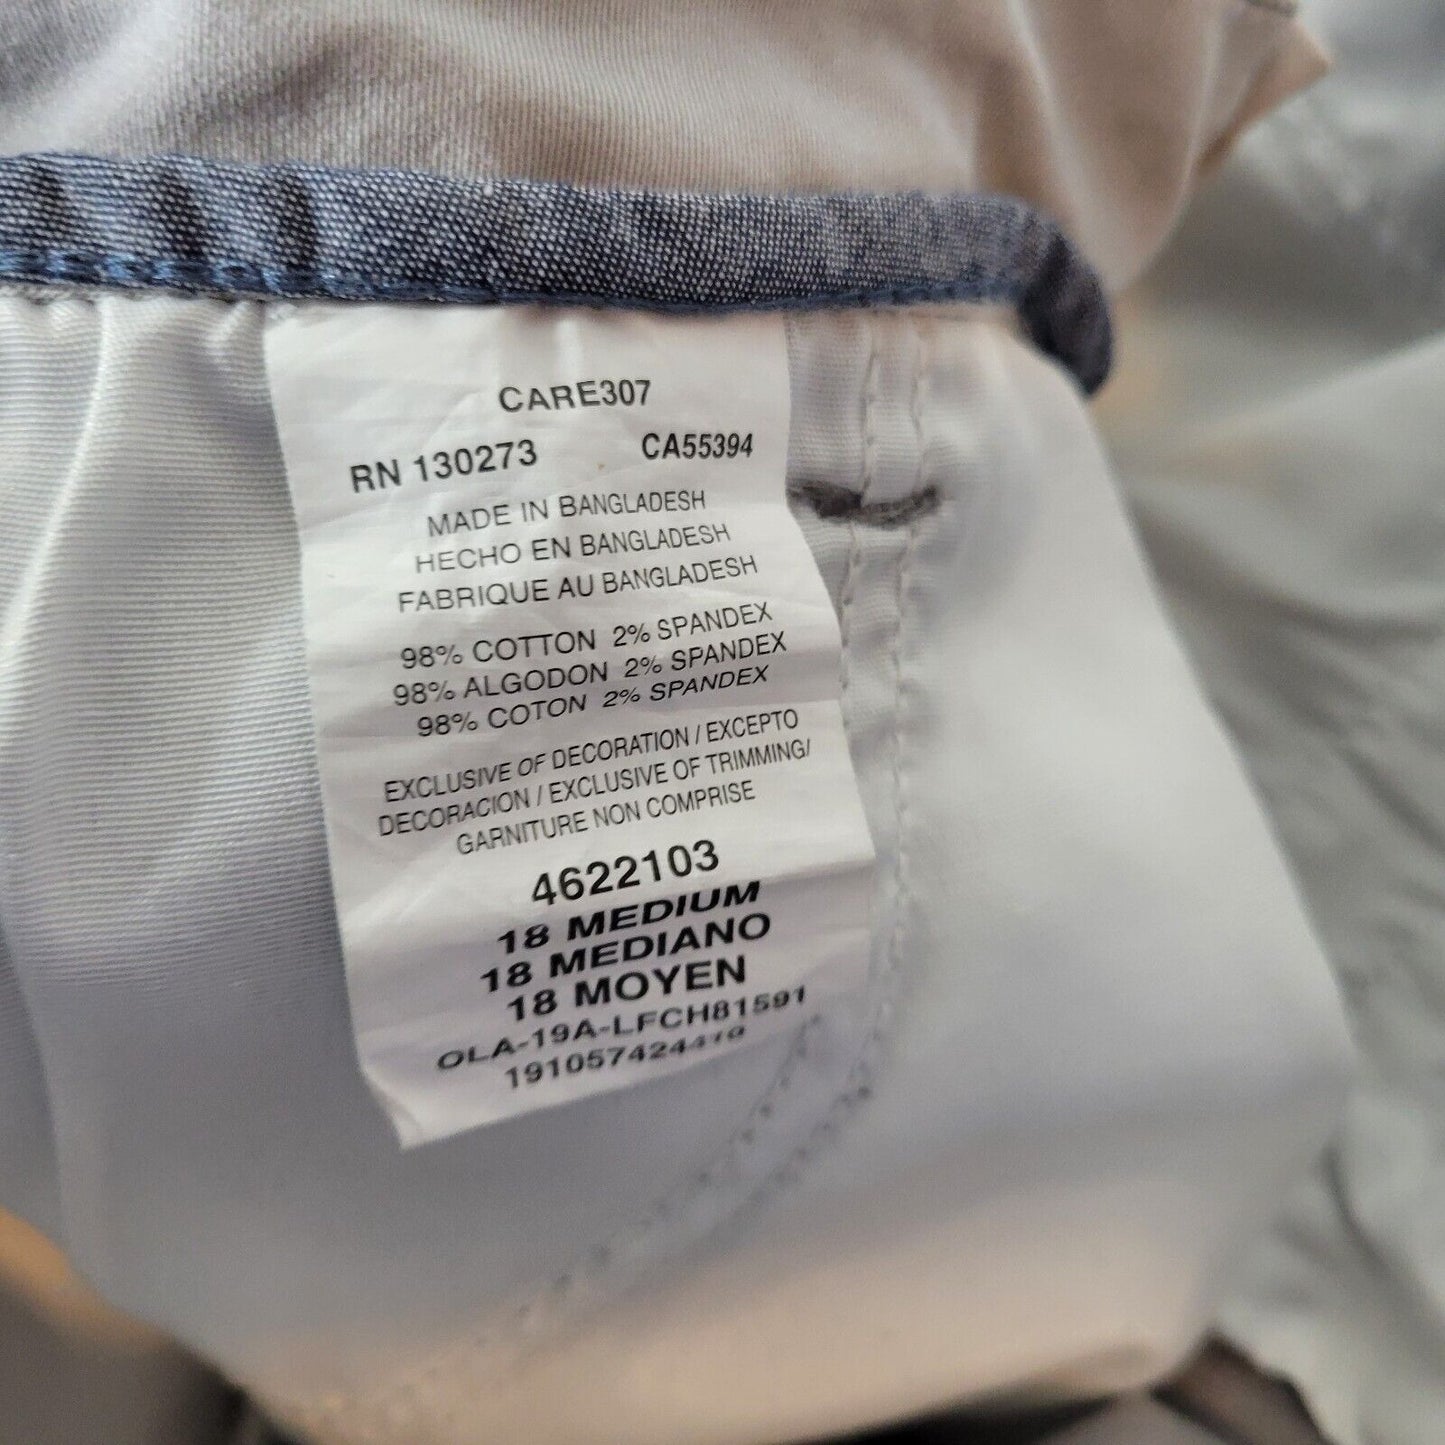 CARE307
RN 130273 CA55394
MADE IN BANGLADESH
HECHO EN BANGLADESH
FABRIQUE AU BANGLADESH
98% COTTON 2% SPANDEX
98% ALGODON 2% SPANDEX
98% COTON 2% SPANDEX
EXCLUSIVE OF DECORATION / EXCEPTO
DECORACION / EXCLUSIVE OF TRIMMING/
GARNITURE NON COMPRISE
4622103
18 MEDIUM
18 MEDIANO
18 MOYEN
OLA-19A-LFCH81591